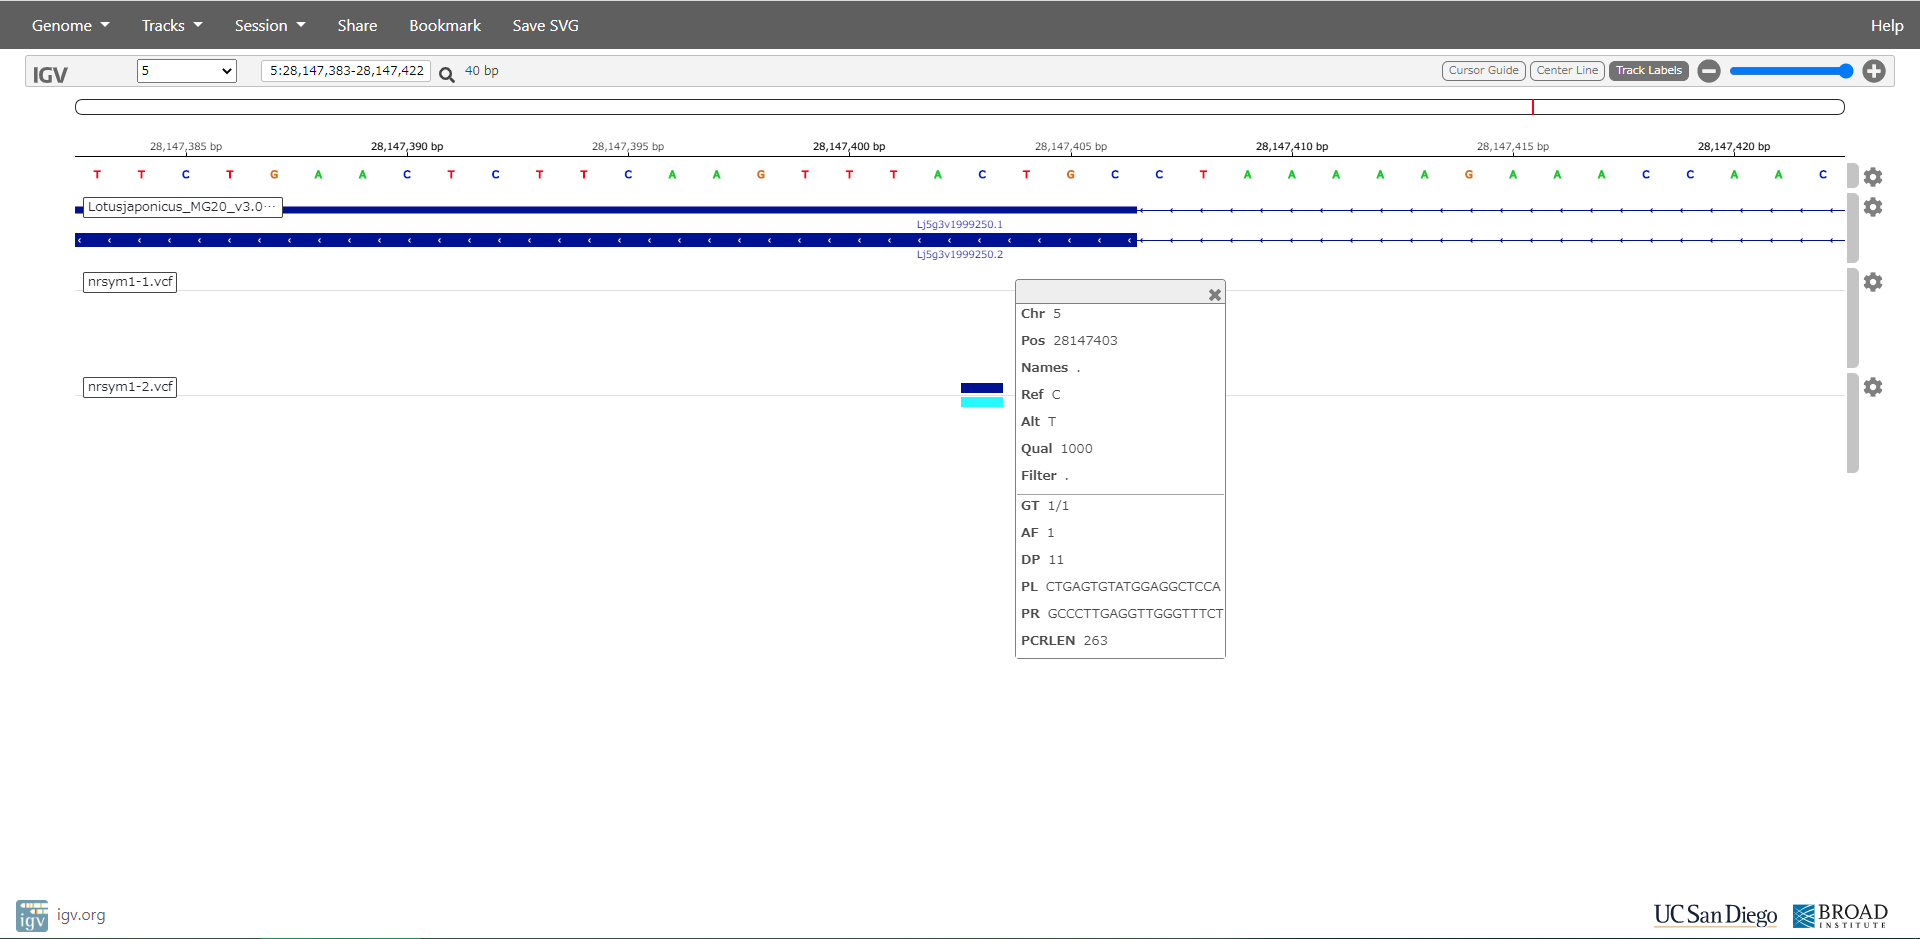 Genome Tracks Session Share Bookmark Save SVG Help
IGV 5 5:28,147,383-28,147,422 40 bp Cursor Guide Center Line Track Labels
28,147,385 bp 28,147,390 bp 28,147,395 bp 28,147,400 bp 28,147,405 bp 28,147,410 bp 28,147,415 bp 28,147,420 bp
T T C T G A A C T C T T C A A G T T T A C T G C C T A A A A A G A A A C C A A C
Lotusjaponicus_MG20_v3.0...
Lj5g3v1999250.1
Lj5g3v1999250.2
nrsym1-1.vcf
nrsym1-2.vcf
Chr 5
Pos 28147403
Names .
Ref C
Alt T
Qual 1000
Filter .
GT 1/1
AF 1
DP 11
PL CTGAGTGTATGGAGGCTCCA
PR GCCCTTGAGGTTGGGTTTCT
PCRLEN 263
igv igv.org UC San Diego BROAD
INSTITUTE